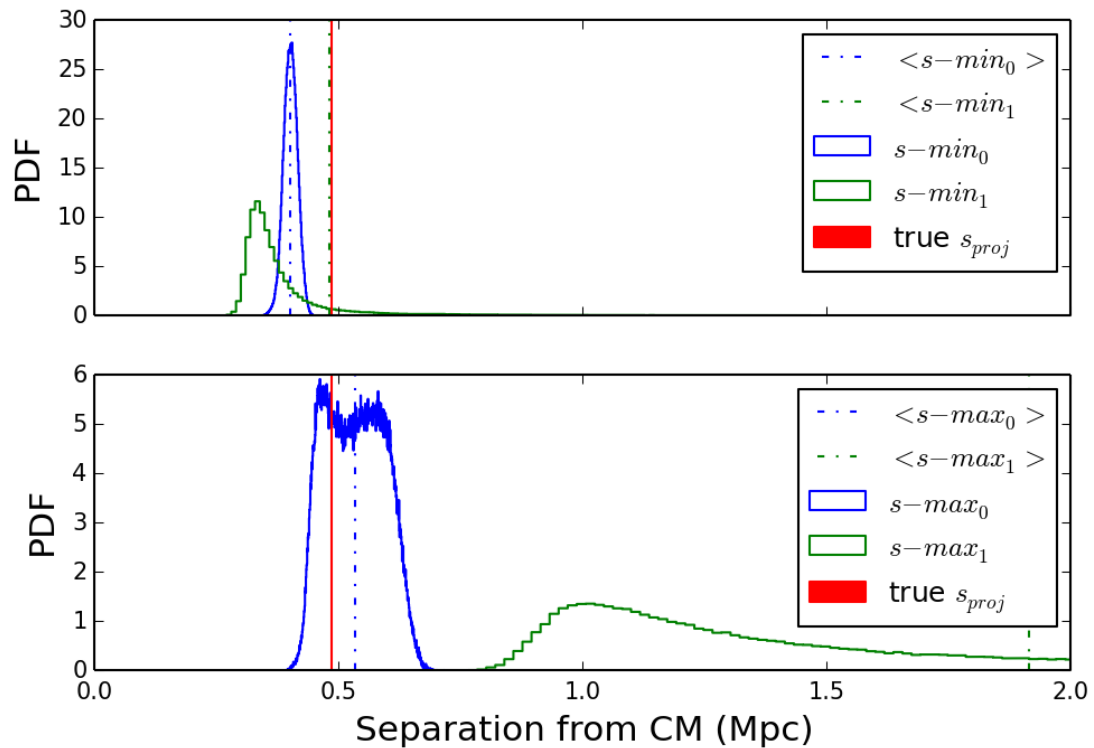 30
25
20
15
10
5
0
PDF
<s−min₀>
<s−min₁
s−min₀
s−min₁
true s_proj
6
5
4
3
2
1
0
PDF
<s−max₀>
<s−max₁>
s−max₀
s−max₁
true s_proj
0.0 0.5 1.0 1.5 2.0
Separation from CM (Mpc)